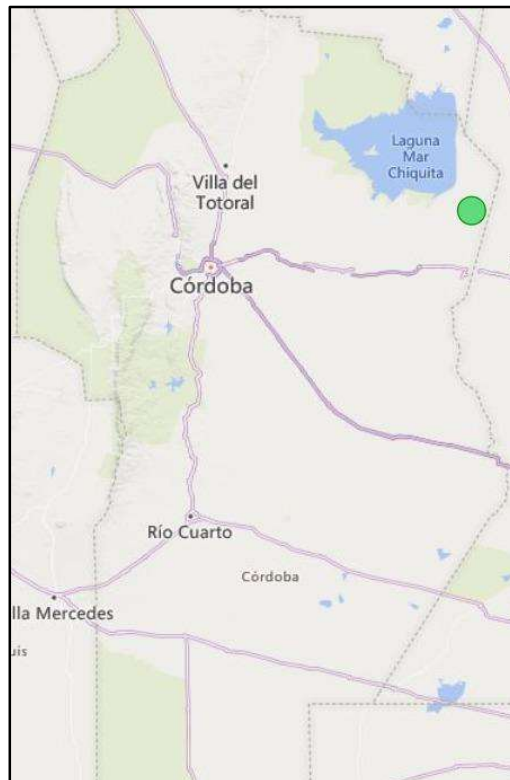 Laguna
Mar
Chiquita
Villa del
Totoral
Córdoba
Río Cuarto
Córdoba
lla Mercedes
uis